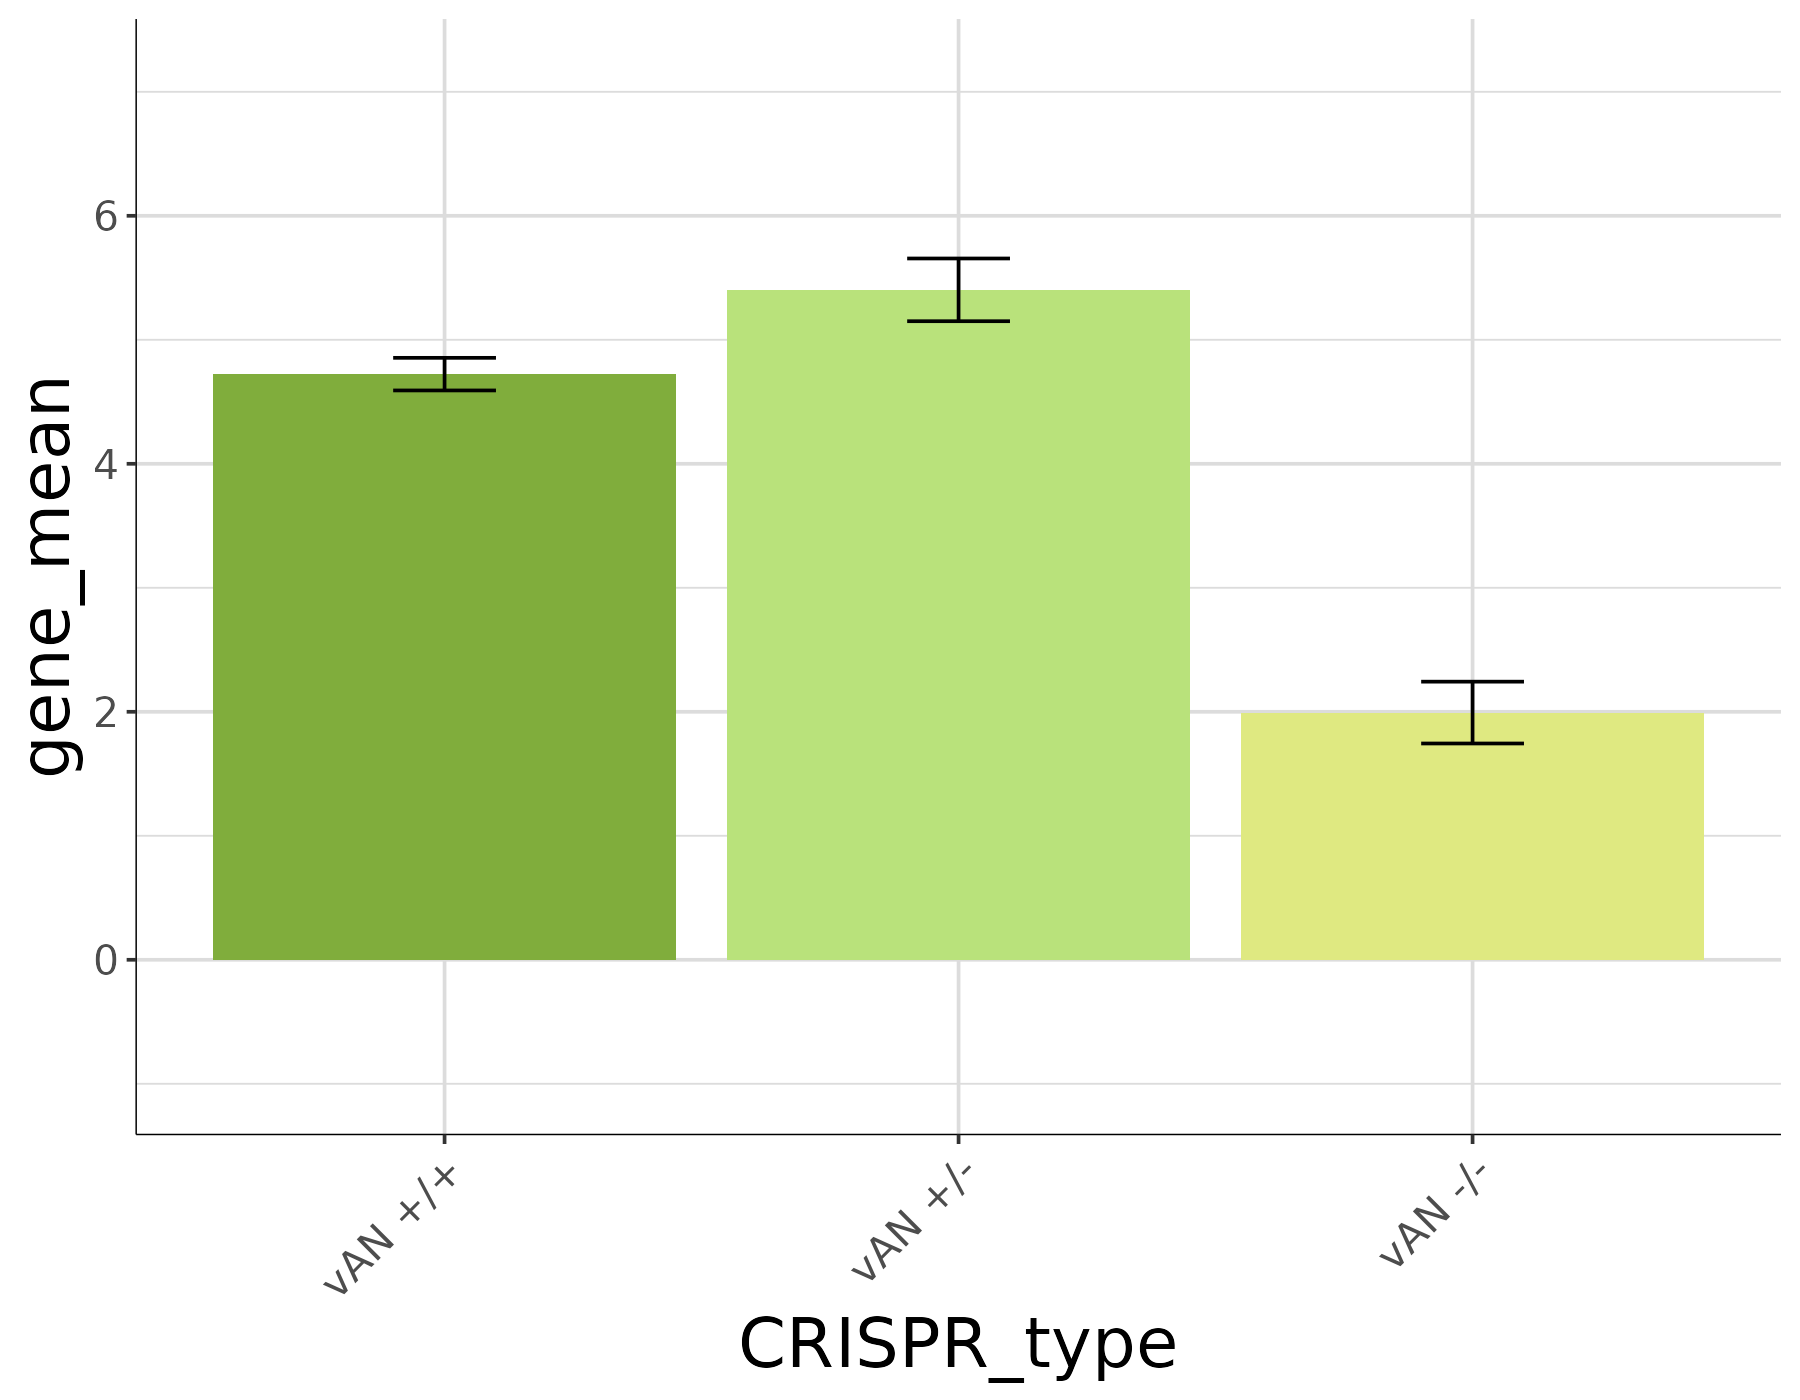 gene_mean
6
4
2
0
vAN +/+
vAN +/-
vAN -/-
CRISPR_type